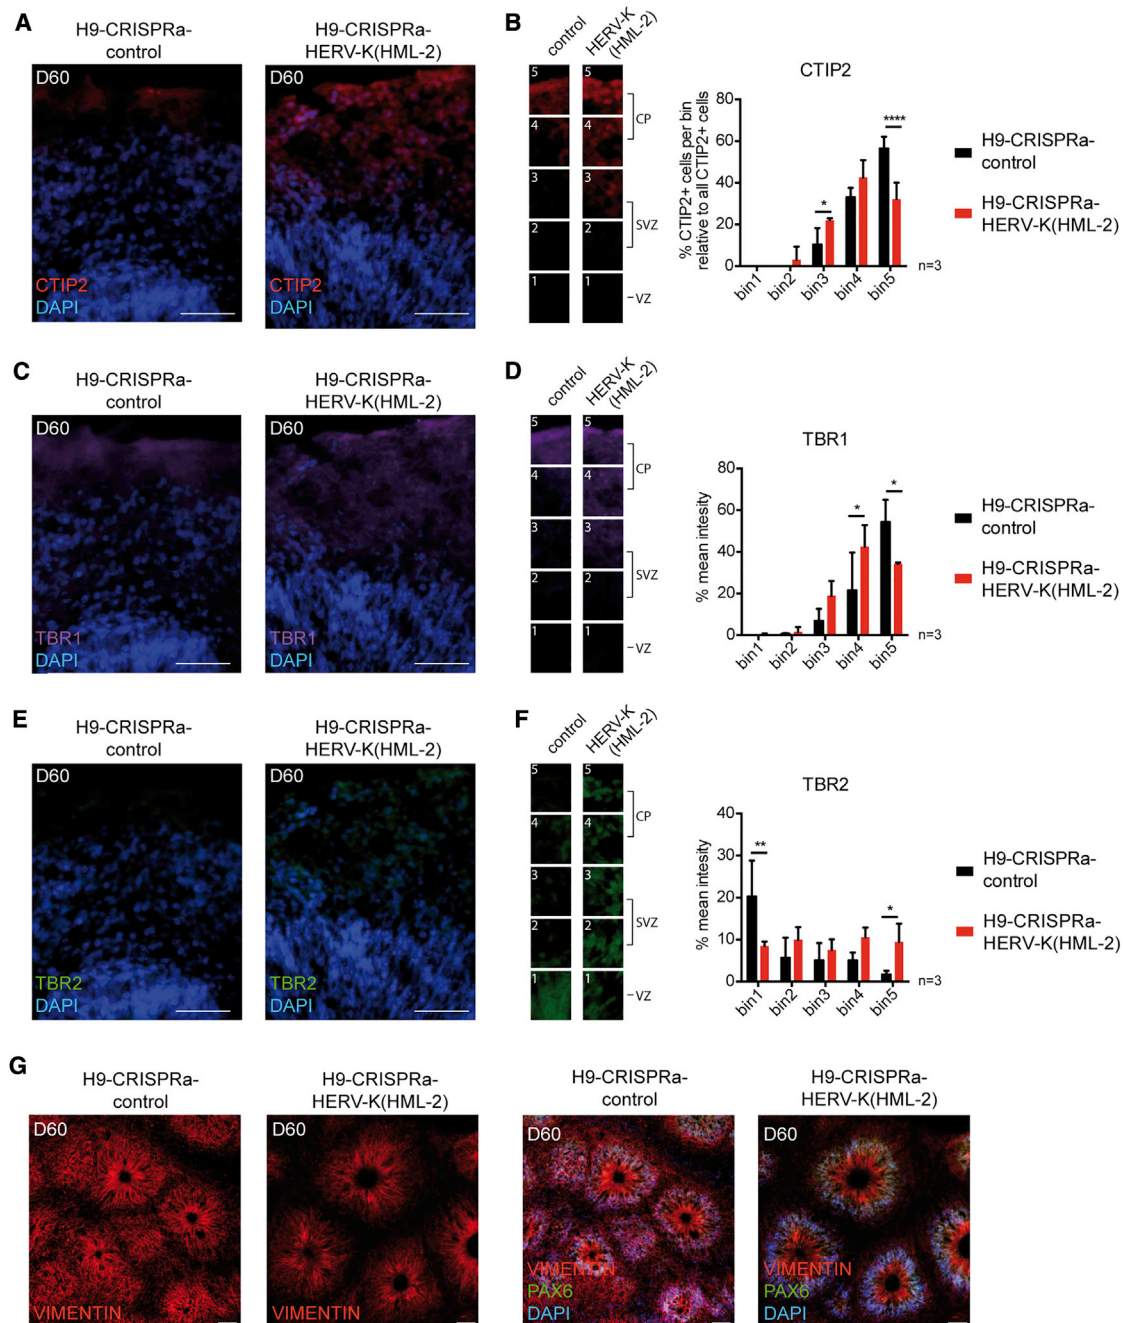 A
H9-CRISPRa-
control
H9-CRISPRa-
HERV-K(HML-2)
D60
CTIP2
DAPI
D60
CTIP2
DAPI
B
control
HERV-K
(HML-2)
5
4
3
2
1
5
4
3
2
1
CP
SVZ
VZ
CTIP2
% CTIP2+ cells per bin
relative to all CTIP2+ cells
80
60
40
20
0
*
****
bin1
bin2
bin3
bin4
bin5
n=3
H9-CRISPRa-
control
H9-CRISPRa-
HERV-K(HML-2)
C
H9-CRISPRa-
control
H9-CRISPRa-
HERV-K(HML-2)
D60
TBR1
DAPI
D60
TBR1
DAPI
D
control
HERV-K
(HML-2)
5
4
3
2
1
5
4
3
2
1
CP
SVZ
VZ
TBR1
% mean intesity
80
60
40
20
0
*
*
bin1
bin2
bin3
bin4
bin5
n=3
H9-CRISPRa-
control
H9-CRISPRa-
HERV-K(HML-2)
E
H9-CRISPRa-
control
H9-CRISPRa-
HERV-K(HML-2)
D60
TBR2
DAPI
D60
TBR2
DAPI
F
control
HERV-K
(HML-2)
5
4
3
2
1
5
4
3
2
1
CP
SVZ
VZ
TBR2
% mean intesity
40
30
20
10
0
**
*
bin1
bin2
bin3
bin4
bin5
n=3
H9-CRISPRa-
control
H9-CRISPRa-
HERV-K(HML-2)
G
H9-CRISPRa-
control
H9-CRISPRa-
HERV-K(HML-2)
H9-CRISPRa-
control
H9-CRISPRa-
HERV-K(HML-2)
D60
VIMENTIN
D60
VIMENTIN
D60
VIMENTIN
PAX6
DAPI
D60
VIMENTIN
PAX6
DAPI